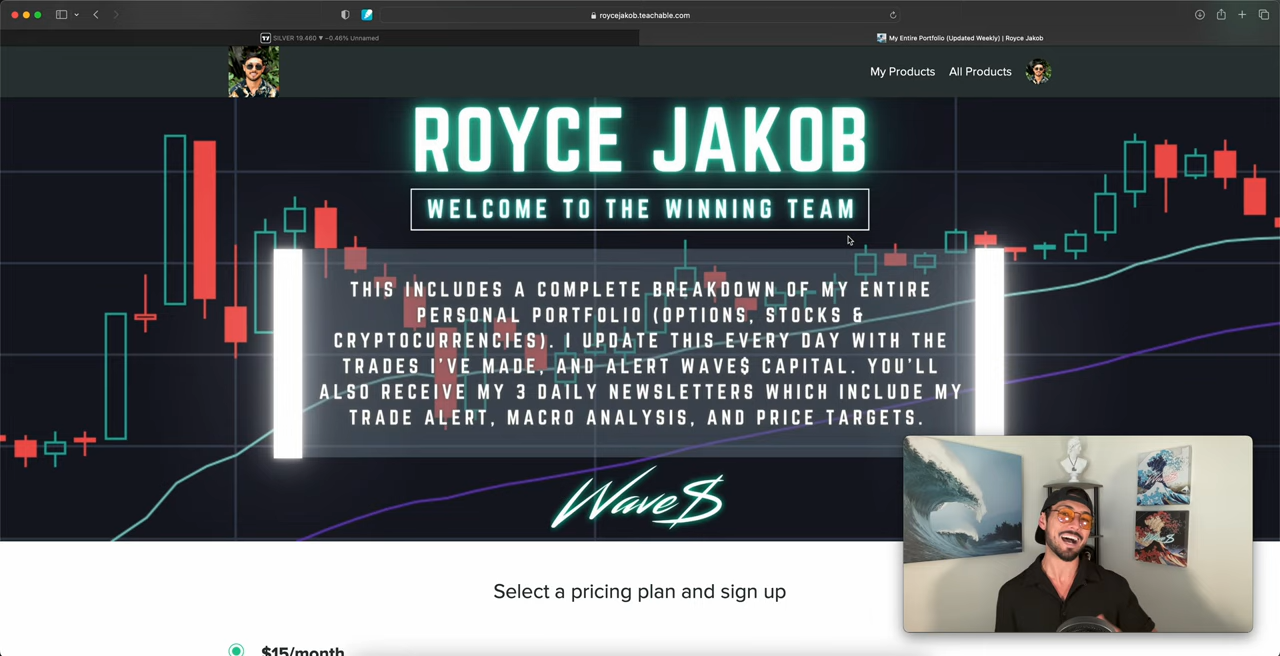 roycejakob.teachable.com
SILVER 19.460 ▼ −0.46% Unnamed
My Entire Portfolio (Updated Weekly) | Royce Jakob
My Products All Products
ROYCE JAKOB
WELCOME TO THE WINNING TEAM
THIS INCLUDES A COMPLETE BREAKDOWN OF MY ENTIRE
PERSONAL PORTFOLIO (OPTIONS, STOCKS &
CRYPTOCURRENCIES). I UPDATE THIS EVERY DAY WITH THE
TRADES I'VE MADE, AND ALERT WAVE$ CAPITAL. YOU'LL
ALSO RECEIVE MY 3 DAILY NEWSLETTERS WHICH INCLUDE MY
TRADE ALERT, MACRO ANALYSIS, AND PRICE TARGETS.
Wave$
Wave$
Select a pricing plan and sign up
$15/month